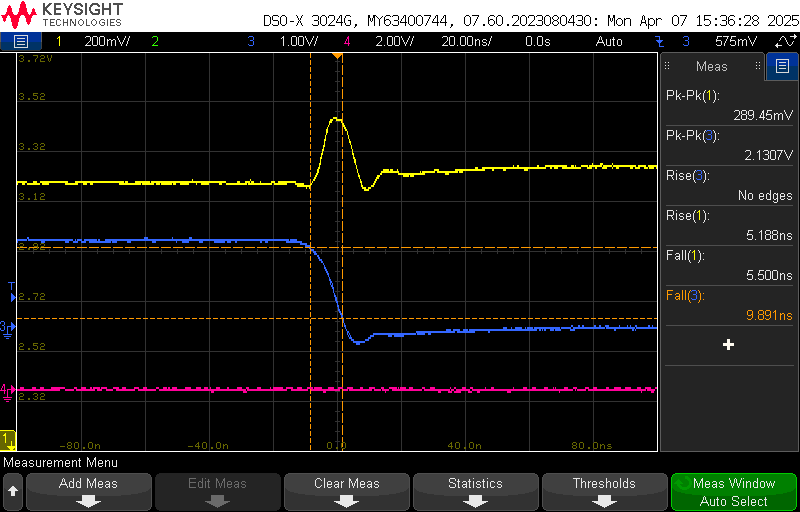 KEYSIGHT
TECHNOLOGIES
DSO-X 3024G, MY63400744, 07.60.2023080430: Mon Apr 07 15:36:28 2025
1 200mV/ 2 3 1.00V/ 4 2.00V/ 20.00ns/ 0.0s Auto 3 575mV
3.72V
3.52
3.32
3.12
2.92
2.72
2.52
2.32
-80.0n -40.0n 0.0 40.0n 80.0ns
T
3
4
1
Meas
Pk-Pk(1):
289.45mV
Pk-Pk(3):
2.1307V
Rise(3):
No edges
Rise(1):
5.188ns
Fall(1):
5.500ns
Fall(3):
9.891ns
Measurement Menu
Add Meas
Edit Meas
Clear Meas
Statistics
Thresholds
Meas Window
Auto Select